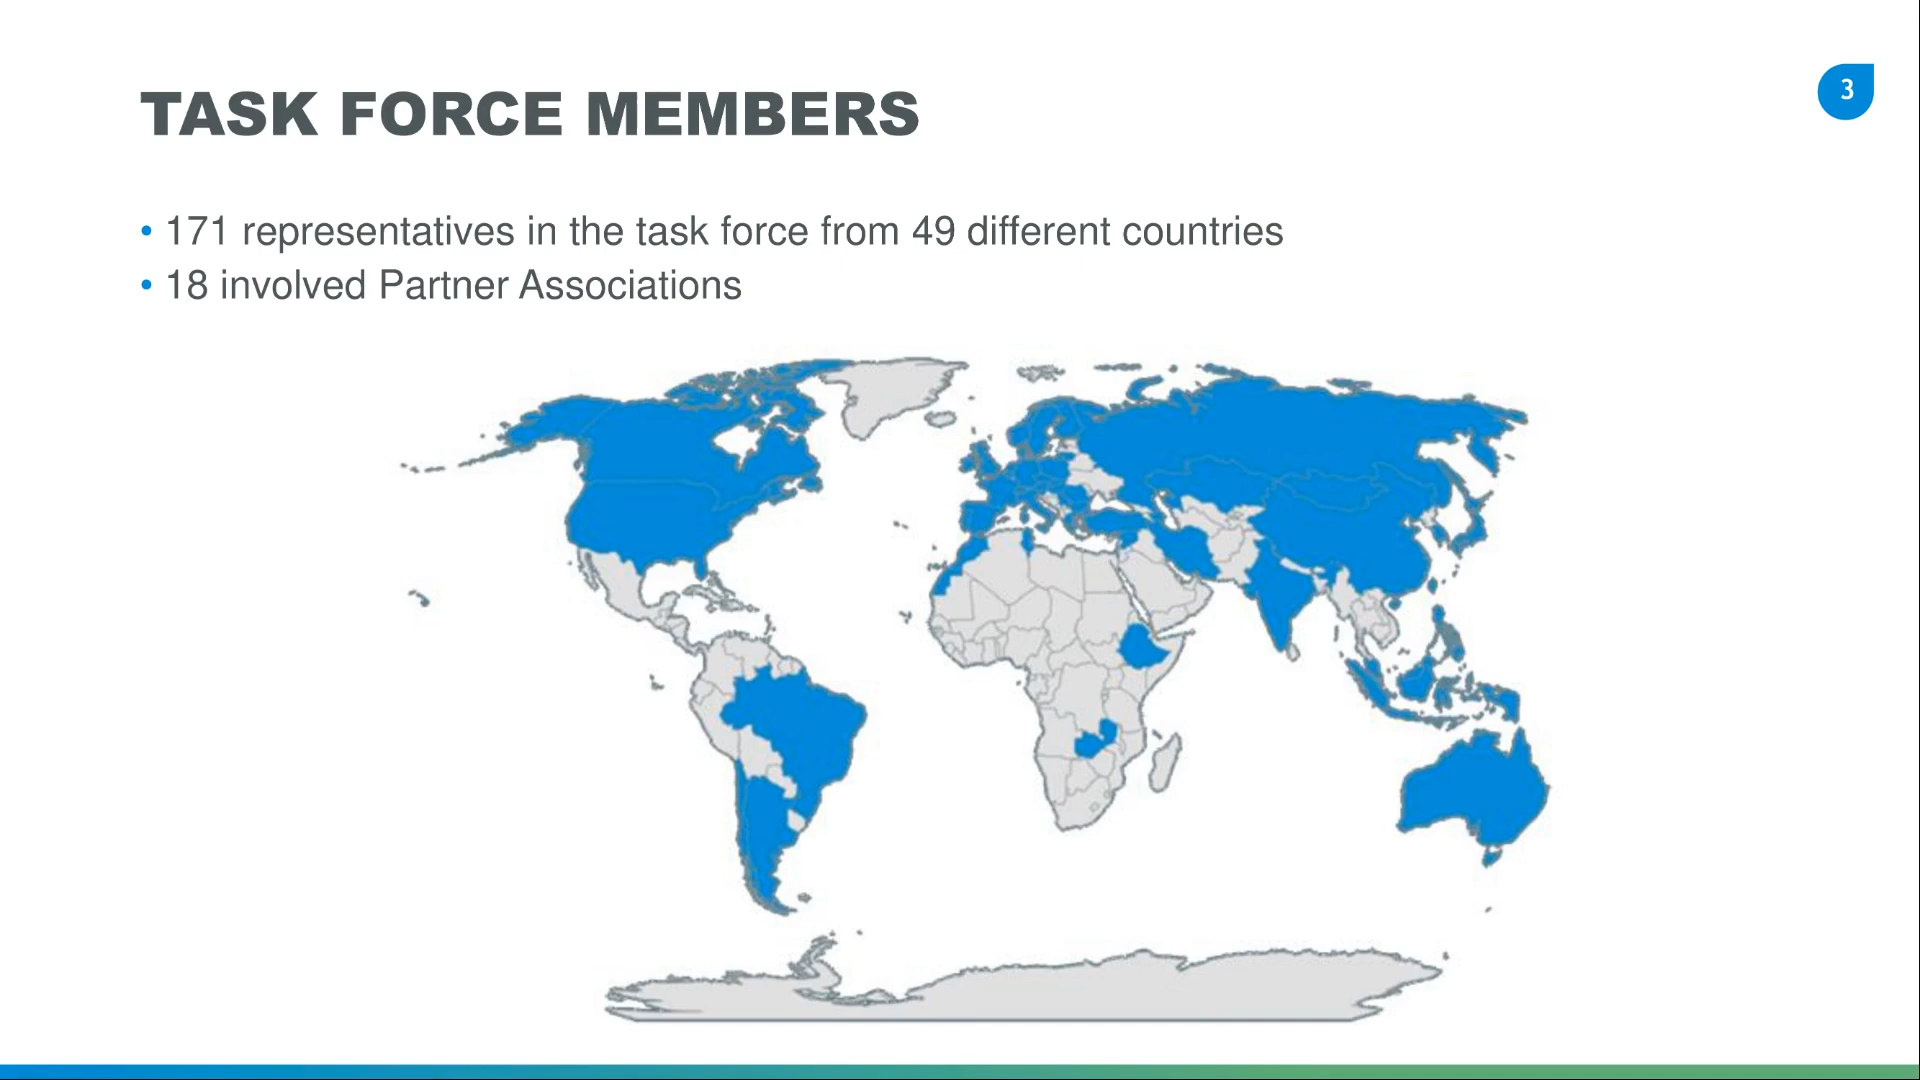 TASK FORCE MEMBERS
3
• 171 representatives in the task force from 49 different countries
• 18 involved Partner Associations